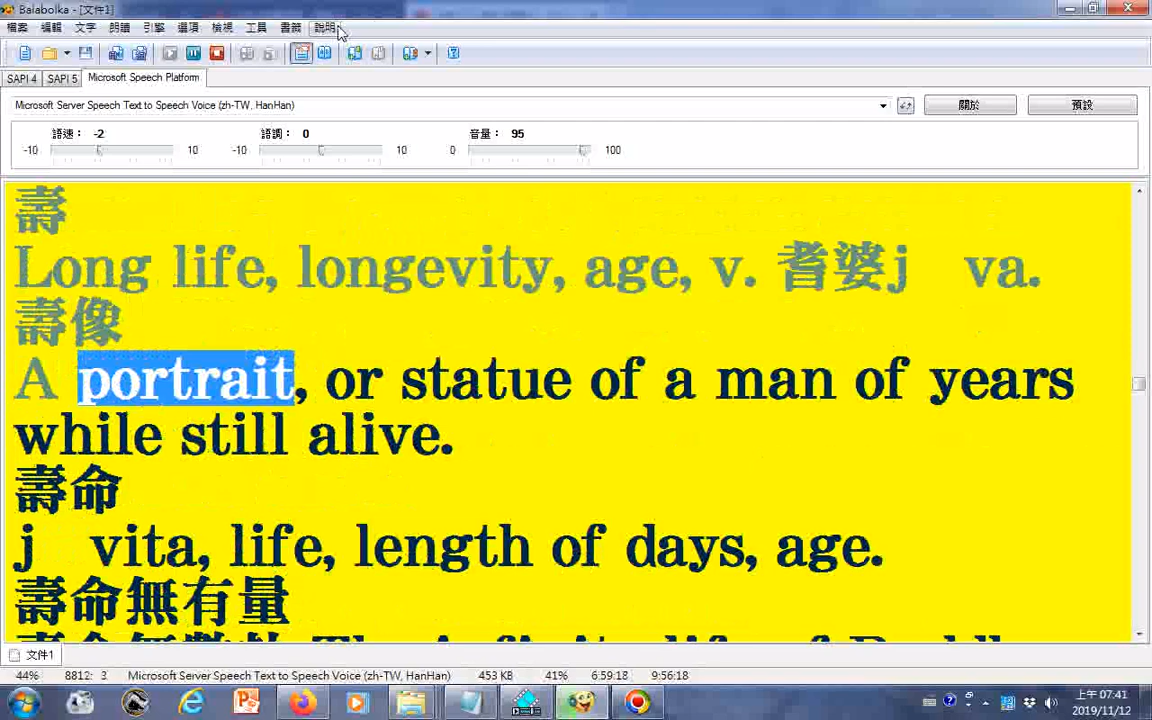 Balabolka - [文件1]
檔案 編輯 文字 朗讀 引擎 選項 檢視 工具 書籤 說明
SAPI 4 SAPI 5 Microsoft Speech Platform
Microsoft Server Speech Text to Speech Voice (zh-TW, HanHan) 關於 預設
語速： -2 語調： 0 音量： 95
-10 10 -10 10 0 100
壽
Long life, longevity, age, v. 耆婆j va.
壽像
A portrait, or statue of a man of years
while still alive.
壽命
j vita, life, length of days, age.
壽命無有量
文件1
44% 8812: 3 Microsoft Server Speech Text to Speech Voice (zh-TW, HanHan) 453 KB 41% 6:59:18 9:56:18
上午 07:41
2019/11/12